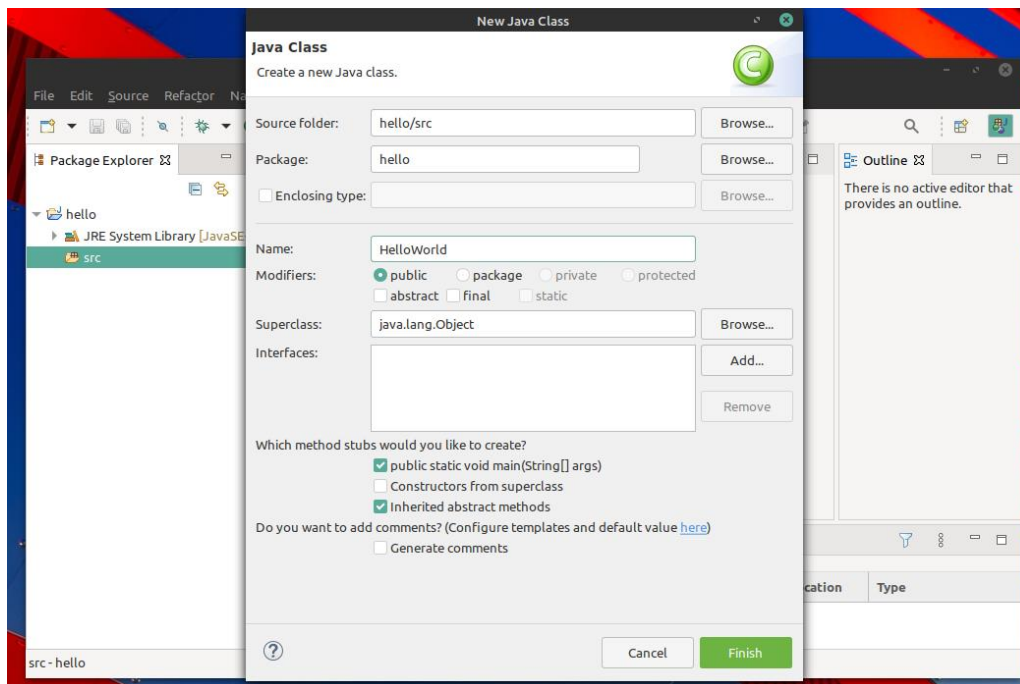 New Java Class
Java Class
Create a new Java class.
File Edit Source Refactor Na
Source folder: hello/src Browse...
Package: hello Browse...
Enclosing type: Browse...
Package Explorer
hello
JRE System Library [JavaSE
src
Name: HelloWorld
Modifiers: public package private protected
abstract final static
Superclass: java.lang.Object Browse...
Interfaces: Add...
Remove
Which method stubs would you like to create?
public static void main(String[] args)
Constructors from superclass
Inherited abstract methods
Do you want to add comments? (Configure templates and default value here)
Generate comments
? Cancel Finish
Outline
There is no active editor that
provides an outline.
cation Type
src - hello